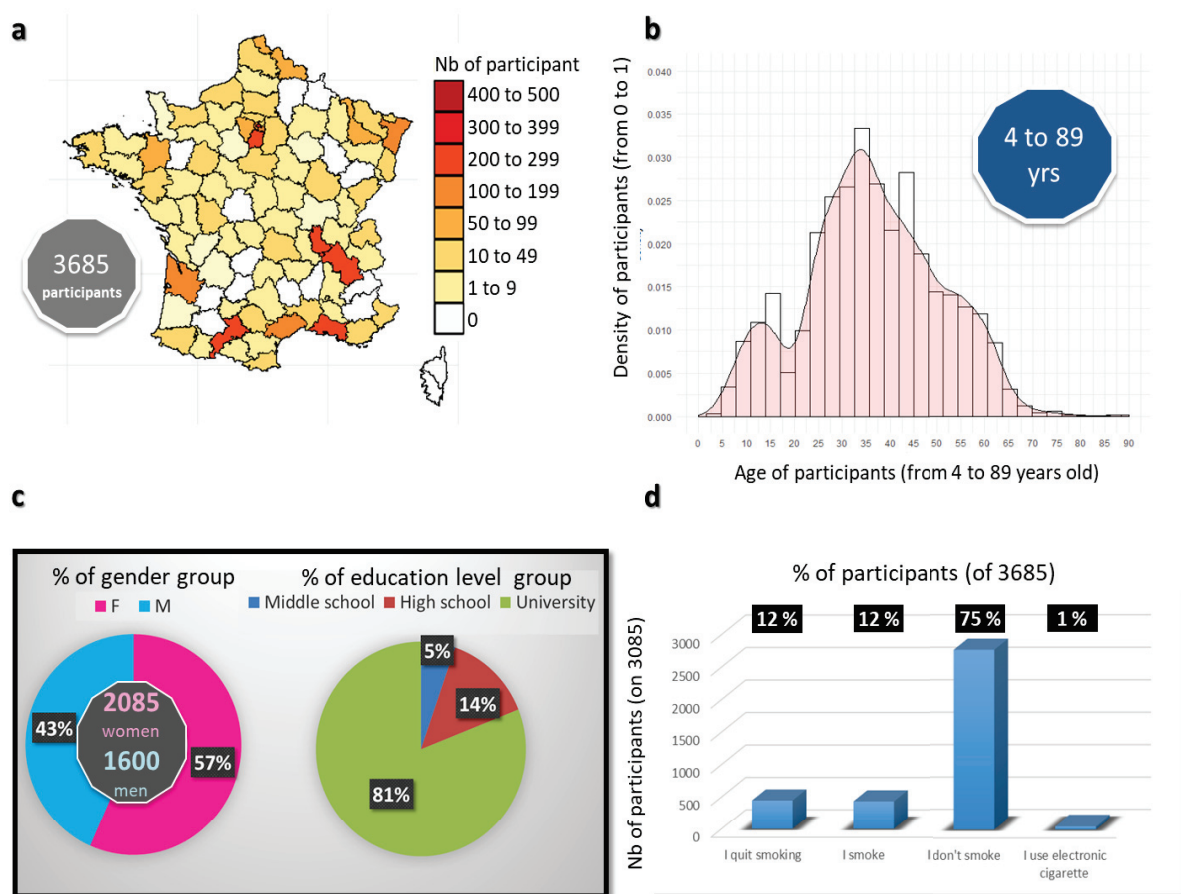 a
Nb of participant
400 to 500
300 to 399
200 to 299
100 to 199
50 to 99
10 to 49
1 to 9
0
3685
participants
b
Density of participants (from 0 to 1)
0.040
0.035
0.030
0.025
0.020
0.015
0.010
0.005
0.000
4 to 89
yrs
0 5 10 15 20 25 30 35 40 45 50 55 60 65 70 75 80 85 90
Age of participants (from 4 to 89 years old)
c
% of gender group
F M
2085
women
1600
men
43%
57%
% of education level group
Middle school High school University
5%
14%
81%
d
% of participants (of 3685)
12 % 12 % 75 % 1 %
Nb of participants (on 3085)
3000
2500
2000
1500
1000
500
0
I quit smoking I smoke I don't smoke I use electronic
cigarette